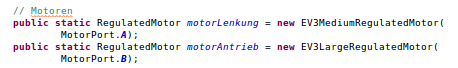 // Motoren
public static RegulatedMotor motorLenkung = new EV3MediumRegulatedMotor(
MotorPort.A);
public static RegulatedMotor motorAntrieb = new EV3LargeRegulatedMotor(
MotorPort.B);